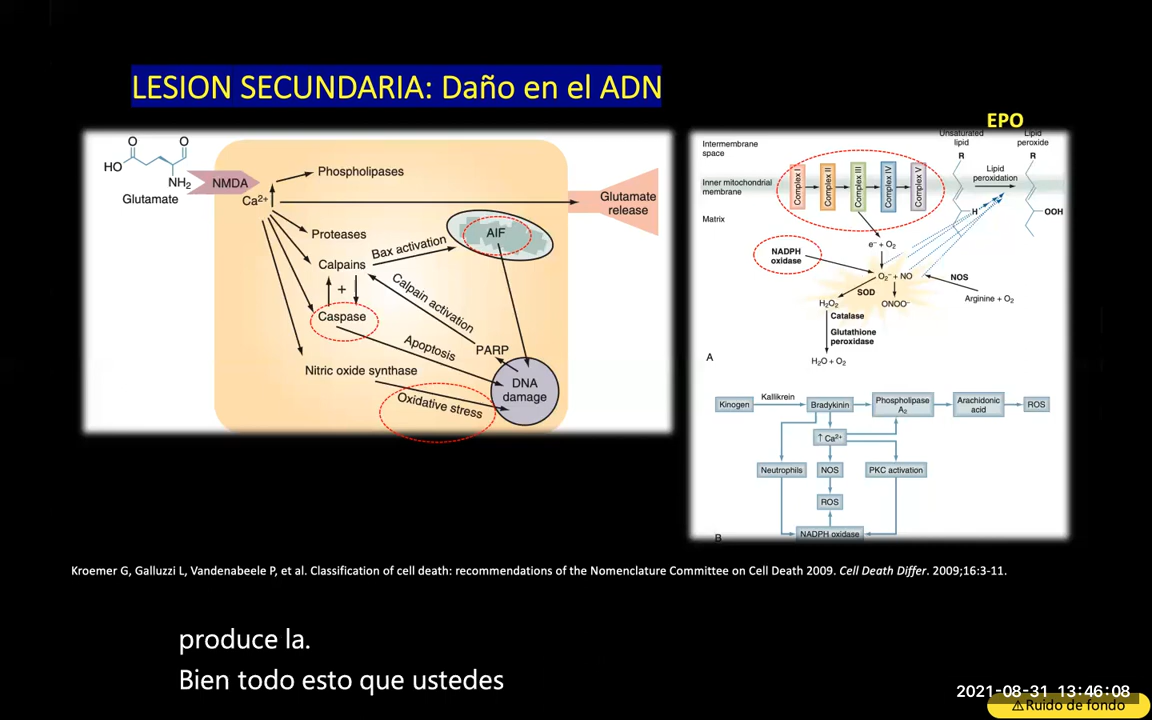 LESION SECUNDARIA: Daño en el ADN
EPO
O
O
HO
NH2
Glutamate
NMDA
Ca2+
Phospholipases
Glutamate
release
Proteases
Calpains
Bax activation
AIF
+
Calpain activation
Caspase
Apoptosis
PARP
Nitric oxide synthase
Oxidative stress
DNA
damage
Intermembrane
space
Inner mitochondrial
membrane
Matrix
Complex I
Complex II
Complex III
Complex IV
Complex V
Unsaturated
lipid
Lipid
peroxide
R
R
Lipid
peroxidation
H
OOH
NADPH
oxidase
e− + O2
O2− + NO
NOS
Arginine + O2
SOD
H2O2
ONOO−
Catalase
Glutathione
peroxidase
H2O + O2
A
Kinogen
Kallikrein
Bradykinin
Phospholipase
A2
Arachidonic
acid
ROS
↑ Ca2+
Neutrophils
NOS
PKC activation
ROS
NADPH oxidase
B
Kroemer G, Galluzzi L, Vandenabeele P, et al. Classification of cell death: recommendations of the Nomenclature Committee on Cell Death 2009. Cell Death Differ. 2009;16:3-11.
produce la.
Bien todo esto que ustedes
2021-08-31 13:46:08
⚠Ruido de fondo